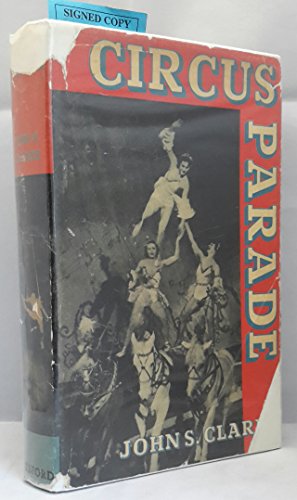 SIGNED COPY
CIRCUS
PARADE
JOHN S. CLAR